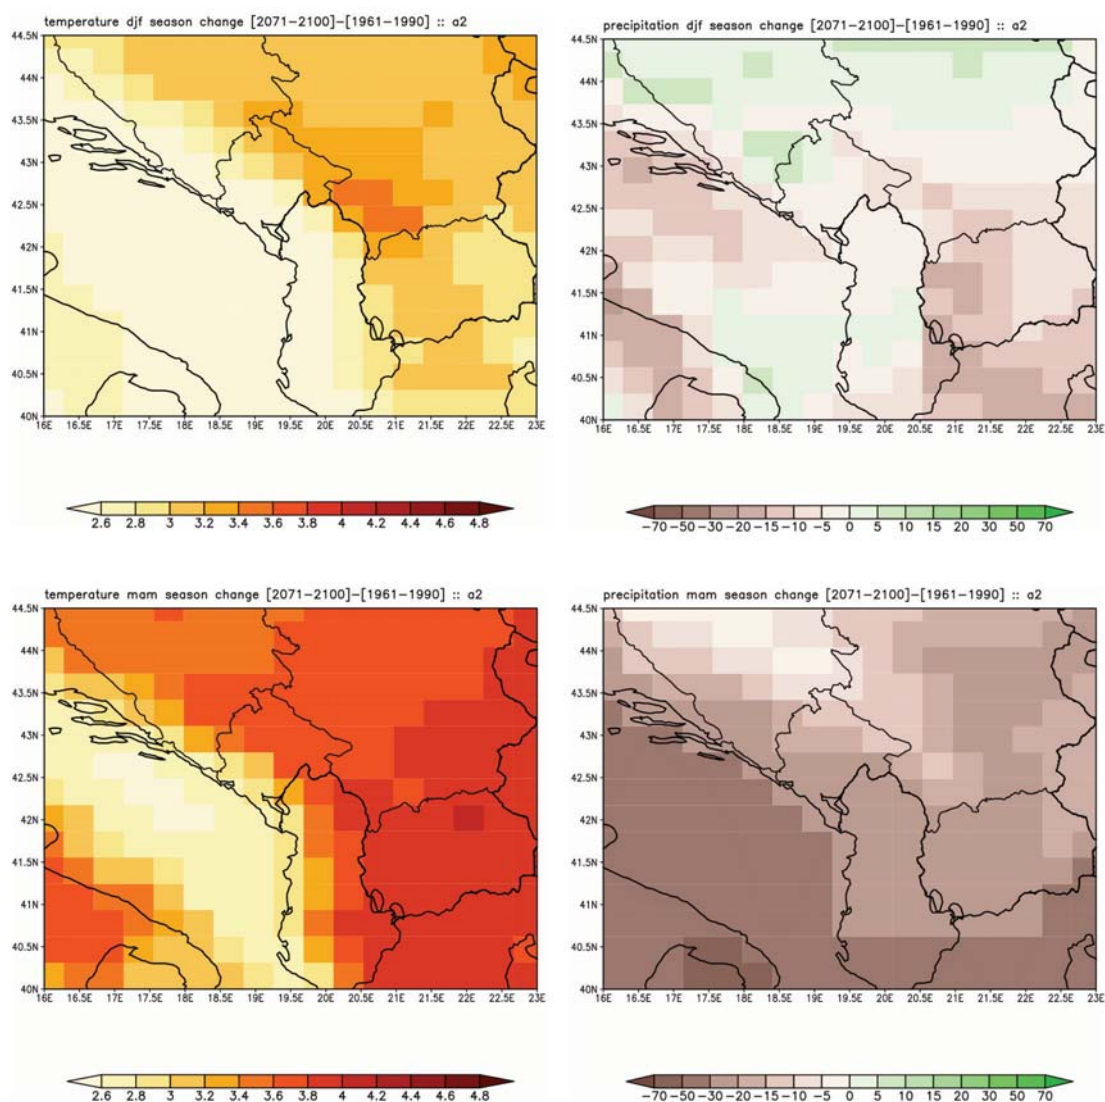 temperature djf season change [2071-2100]-[1961-1990] :: a2
44.5N
44N
43.5N
43N
42.5N
42N
41.5N
41N
40.5N
40N
16E 16.5E 17E 17.5E 18E 18.5E 19E 19.5E 20E 20.5E 21E 21.5E 22E 22.5E 23E
2.6 2.8 3 3.2 3.4 3.6 3.8 4 4.2 4.4 4.6 4.8
precipitation djf season change [2071-2100]-[1961-1990] :: a2
44.5N
44N
43.5N
43N
42.5N
42N
41.5N
41N
40.5N
40N
16E 16.5E 17E 17.5E 18E 18.5E 19E 19.5E 20E 20.5E 21E 21.5E 22E 22.5E 23E
-70 -50 -30 -20 -15 -10 -5 0 5 10 15 20 30 50 70
temperature mam season change [2071-2100]-[1961-1990] :: a2
44.5N
44N
43.5N
43N
42.5N
42N
41.5N
41N
40.5N
40N
16E 16.5E 17E 17.5E 18E 18.5E 19E 19.5E 20E 20.5E 21E 21.5E 22E 22.5E 23E
2.6 2.8 3 3.2 3.4 3.6 3.8 4 4.2 4.4 4.6 4.8
precipitation mam season change [2071-2100]-[1961-1990] :: a2
44.5N
44N
43.5N
43N
42.5N
42N
41.5N
41N
40.5N
40N
16E 16.5E 17E 17.5E 18E 18.5E 19E 19.5E 20E 20.5E 21E 21.5E 22E 22.5E 23E
-70 -50 -30 -20 -15 -10 -5 0 5 10 15 20 30 50 70